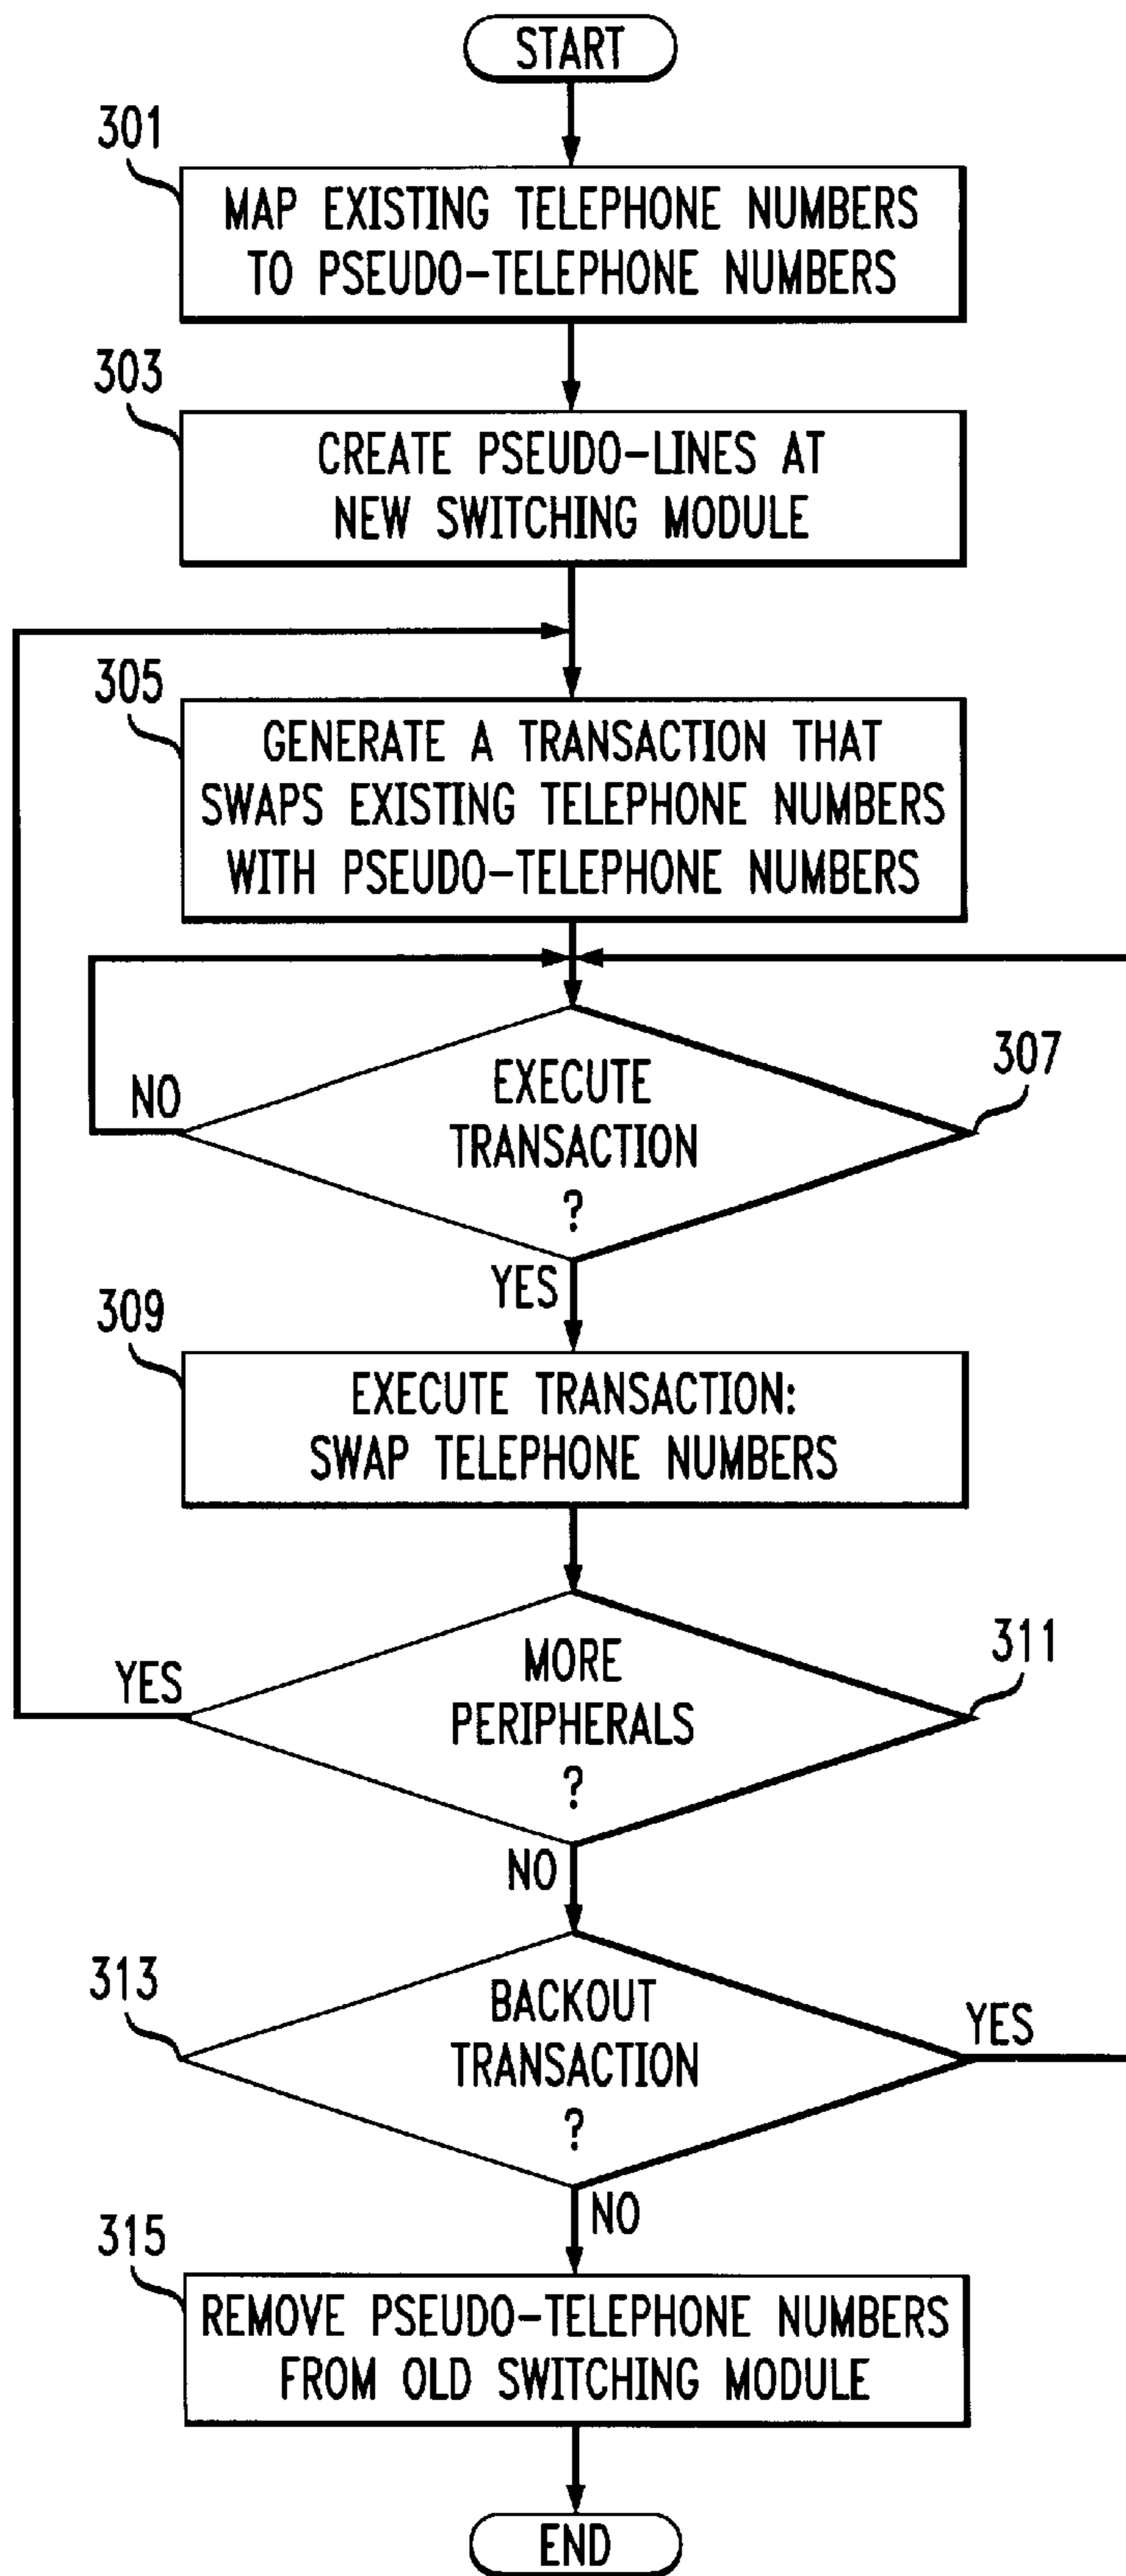 START
301
MAP EXISTING TELEPHONE NUMBERS
TO PSEUDO-TELEPHONE NUMBERS
303
CREATE PSEUDO-LINES AT
NEW SWITCHING MODULE
305
GENERATE A TRANSACTION THAT
SWAPS EXISTING TELEPHONE NUMBERS
WITH PSEUDO-TELEPHONE NUMBERS
307
EXECUTE
TRANSACTION
?
NO
YES
309
EXECUTE TRANSACTION:
SWAP TELEPHONE NUMBERS
311
MORE
PERIPHERALS
?
YES
NO
313
BACKOUT
TRANSACTION
?
YES
NO
315
REMOVE PSEUDO-TELEPHONE NUMBERS
FROM OLD SWITCHING MODULE
END